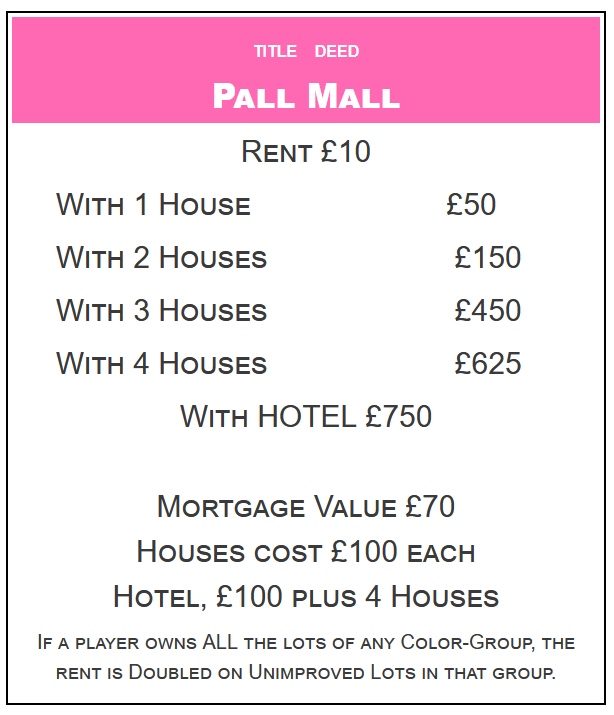 TITLE DEED
PALL MALL
RENT £10
WITH 1 HOUSE £50
WITH 2 HOUSES £150
WITH 3 HOUSES £450
WITH 4 HOUSES £625
WITH HOTEL £750
MORTGAGE VALUE £70
HOUSES COST £100 EACH
HOTEL, £100 PLUS 4 HOUSES
IF A PLAYER OWNS ALL THE LOTS OF ANY COLOR-GROUP, THE
RENT IS DOUBLED ON UNIMPROVED LOTS IN THAT GROUP.